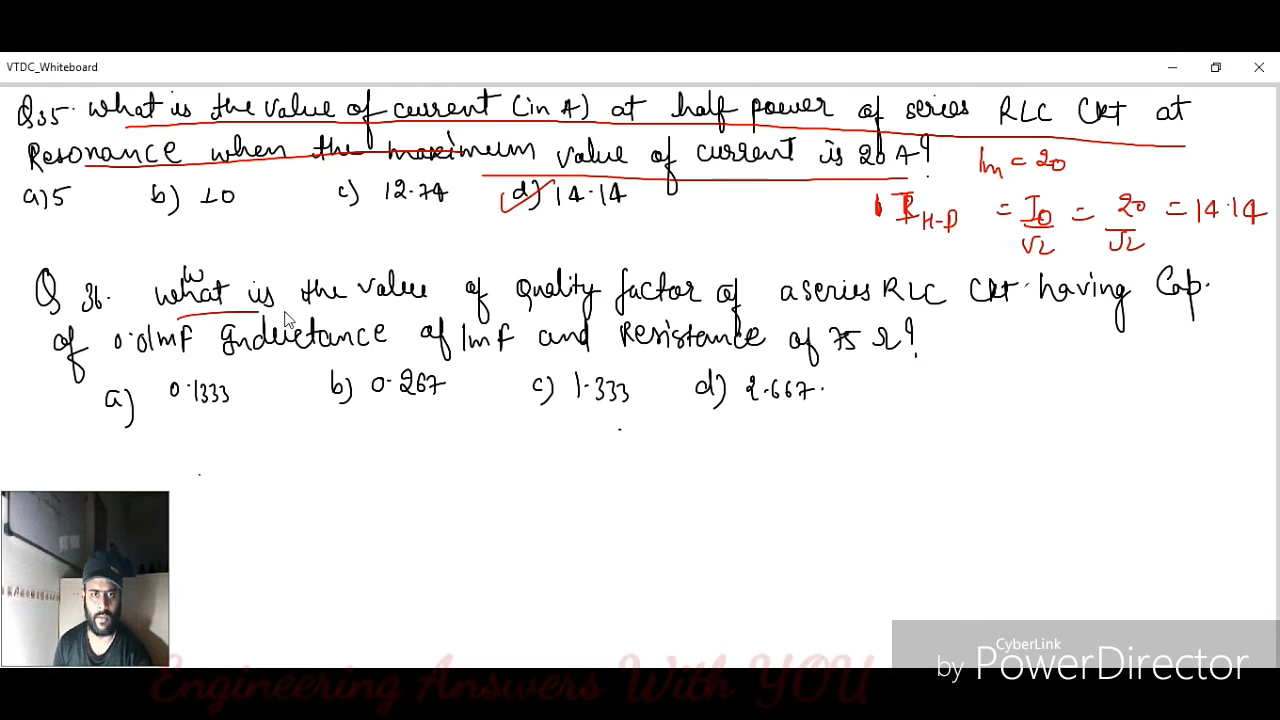 VTDC_Whiteboard
Q35. what is the value of current (in A) at half power of series RLC Ckt at
Resonance when the maximum value of current is 20 A?
Im = 20
a) 5 b) 10 c) 12.74 d) 14.14
I H-P = I0/√2 = 20/√2 = 14.14
Q 36. what is the value of quality factor of a series RLC Ckt. having Cap.
of 0.01mF Inductance of 1mF and Resistance of 75 Ω?
a) 0.1333 b) 0.267 c) 1.333 d) 2.667.
CyberLink
by PowerDirector
Engineering Answers With YOU